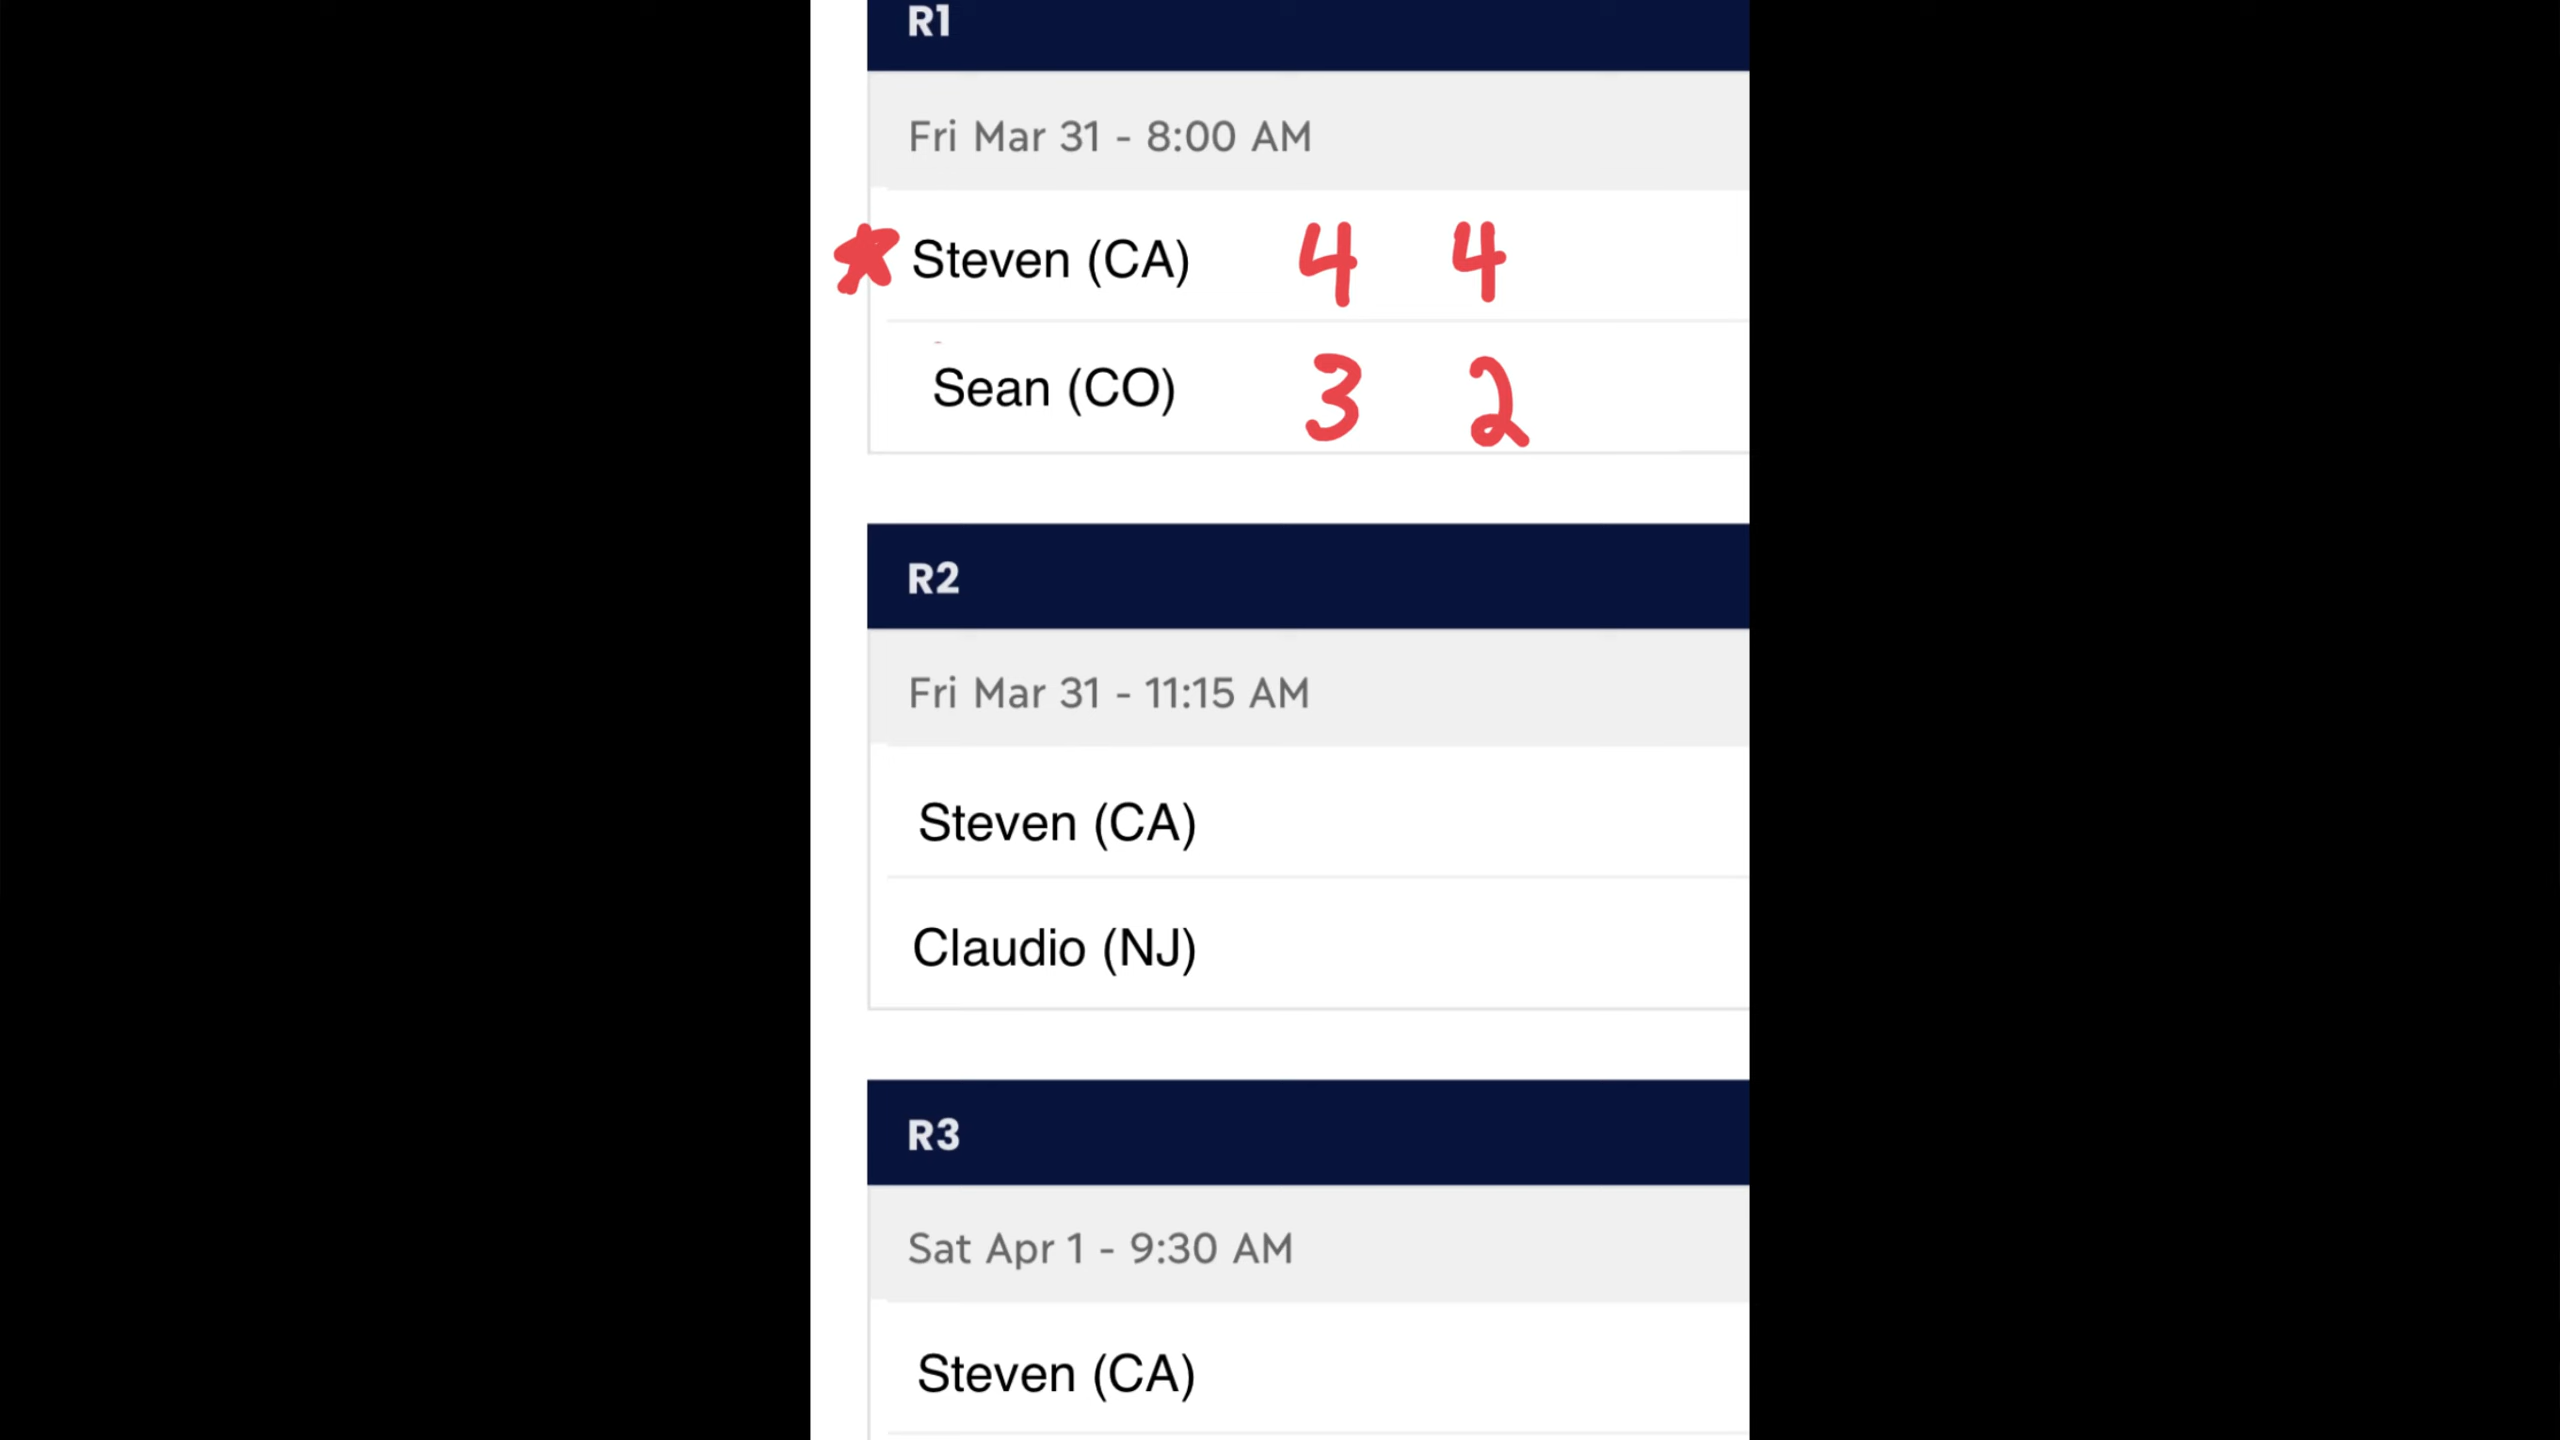 R1
Fri Mar 31 - 8:00 AM
Steven (CA) 4 4
Sean (CO) 3 2
R2
Fri Mar 31 - 11:15 AM
Steven (CA)
Claudio (NJ)
R3
Sat Apr 1 - 9:30 AM
Steven (CA)